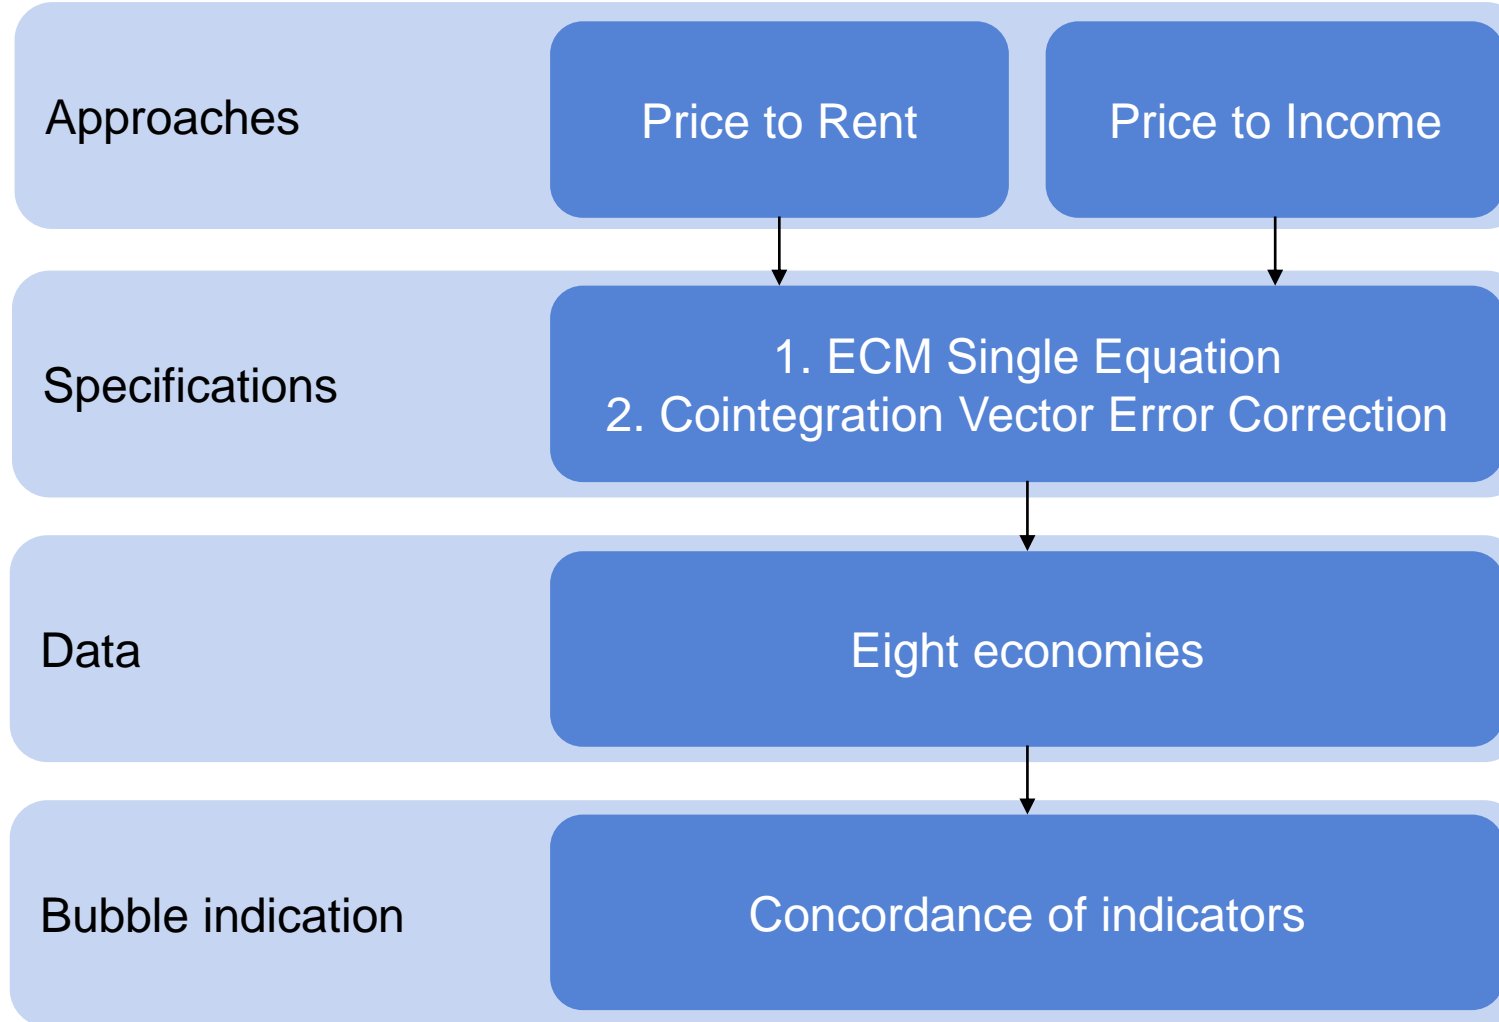 Approaches
Price to Rent
Price to Income
Specifications
1. ECM Single Equation
2. Cointegration Vector Error Correction
Data
Eight economies
Bubble indication
Concordance of indicators